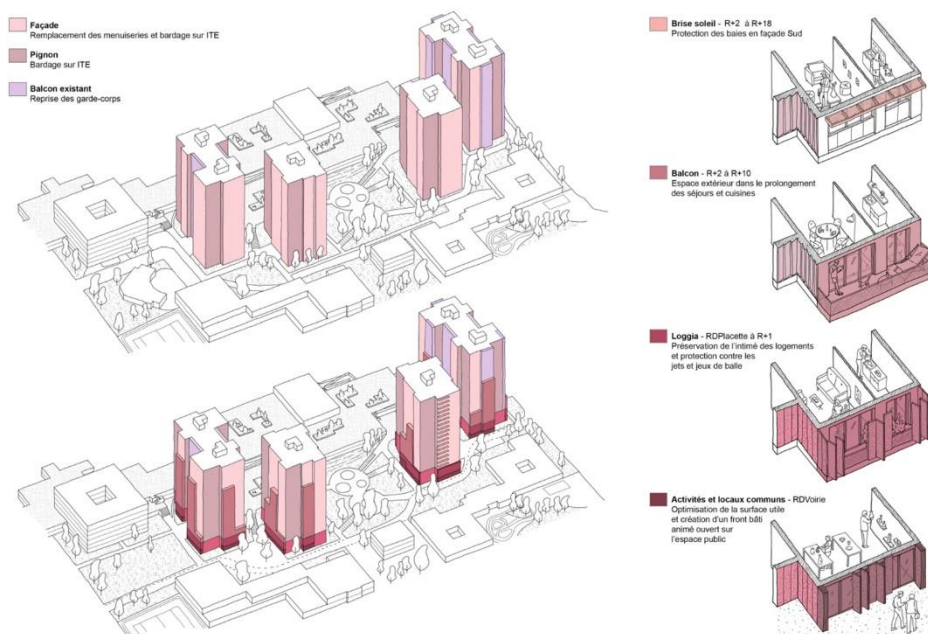 Façade
Remplacement des menuiseries et bardage sur ITE
Pignon
Bardage sur ITE
Balcon existant
Reprise des garde-corps
Brise soleil - R+2 à R+18
Protection des baies en façade Sud
Balcon - R+2 à R+10
Espace extérieur dans le prolongement
des séjours et cuisines
Loggia - RDPlacette à R+1
Préservation de l'intimé des logements
et protection contre les
jets et jeux de balle
Activités et locaux communs - RDVoirie
Optimisation de la surface utile
et création d'un front bâti
animé ouvert sur
l'espace public